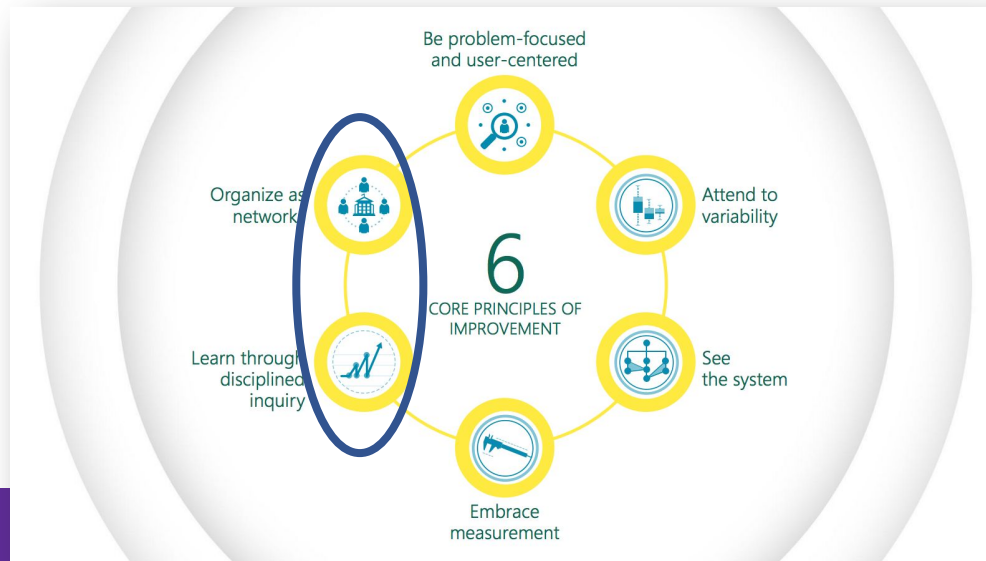 Be problem-focused
and user-centered
Organize as
network
Attend to
variability
6
CORE PRINCIPLES OF
IMPROVEMENT
Learn through
disciplined
inquiry
See
the system
Embrace
measurement